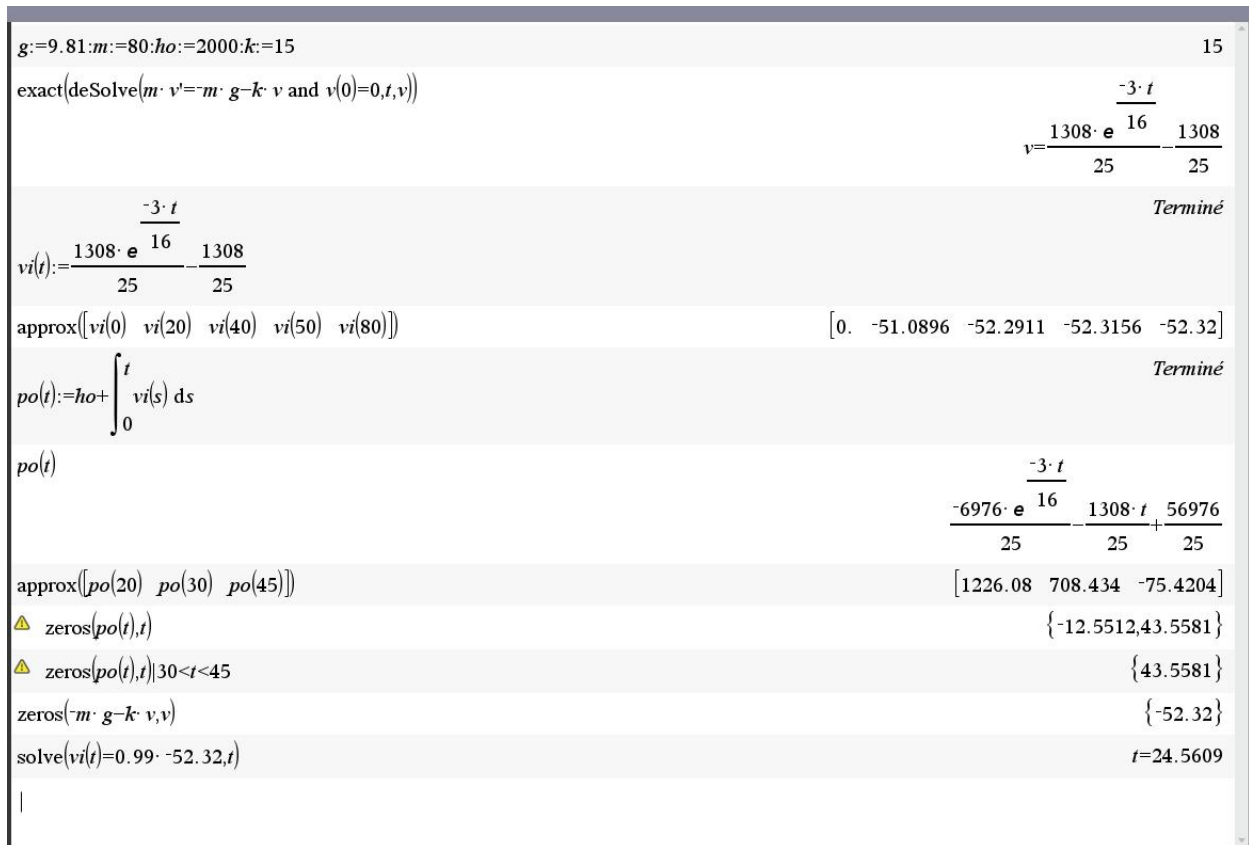 g:=9.81:m:=80:ho:=2000:k:=15 15
exact(deSolve(m· v'=⁻m· g−k· v and v(0)=0,t,v)) v=1308· e^(⁻3· t/16)/25−1308/25
vi(t):=1308· e^(⁻3· t/16)/25−1308/25 Terminé
approx([vi(0) vi(20) vi(40) vi(50) vi(80)]) [0. ⁻51.0896 ⁻52.2911 ⁻52.3156 ⁻52.32]
po(t):=ho+∫₀ᵗ vi(s) ds Terminé
po(t) ⁻6976· e^(⁻3· t/16)/25−1308· t/25+56976/25
approx([po(20) po(30) po(45)]) [1226.08 708.434 ⁻75.4204]
zeros(po(t),t) {⁻12.5512,43.5581}
zeros(po(t),t)|30<t<45 {43.5581}
zeros(⁻m· g−k· v,v) {⁻52.32}
solve(vi(t)=0.99· ⁻52.32,t) t=24.5609